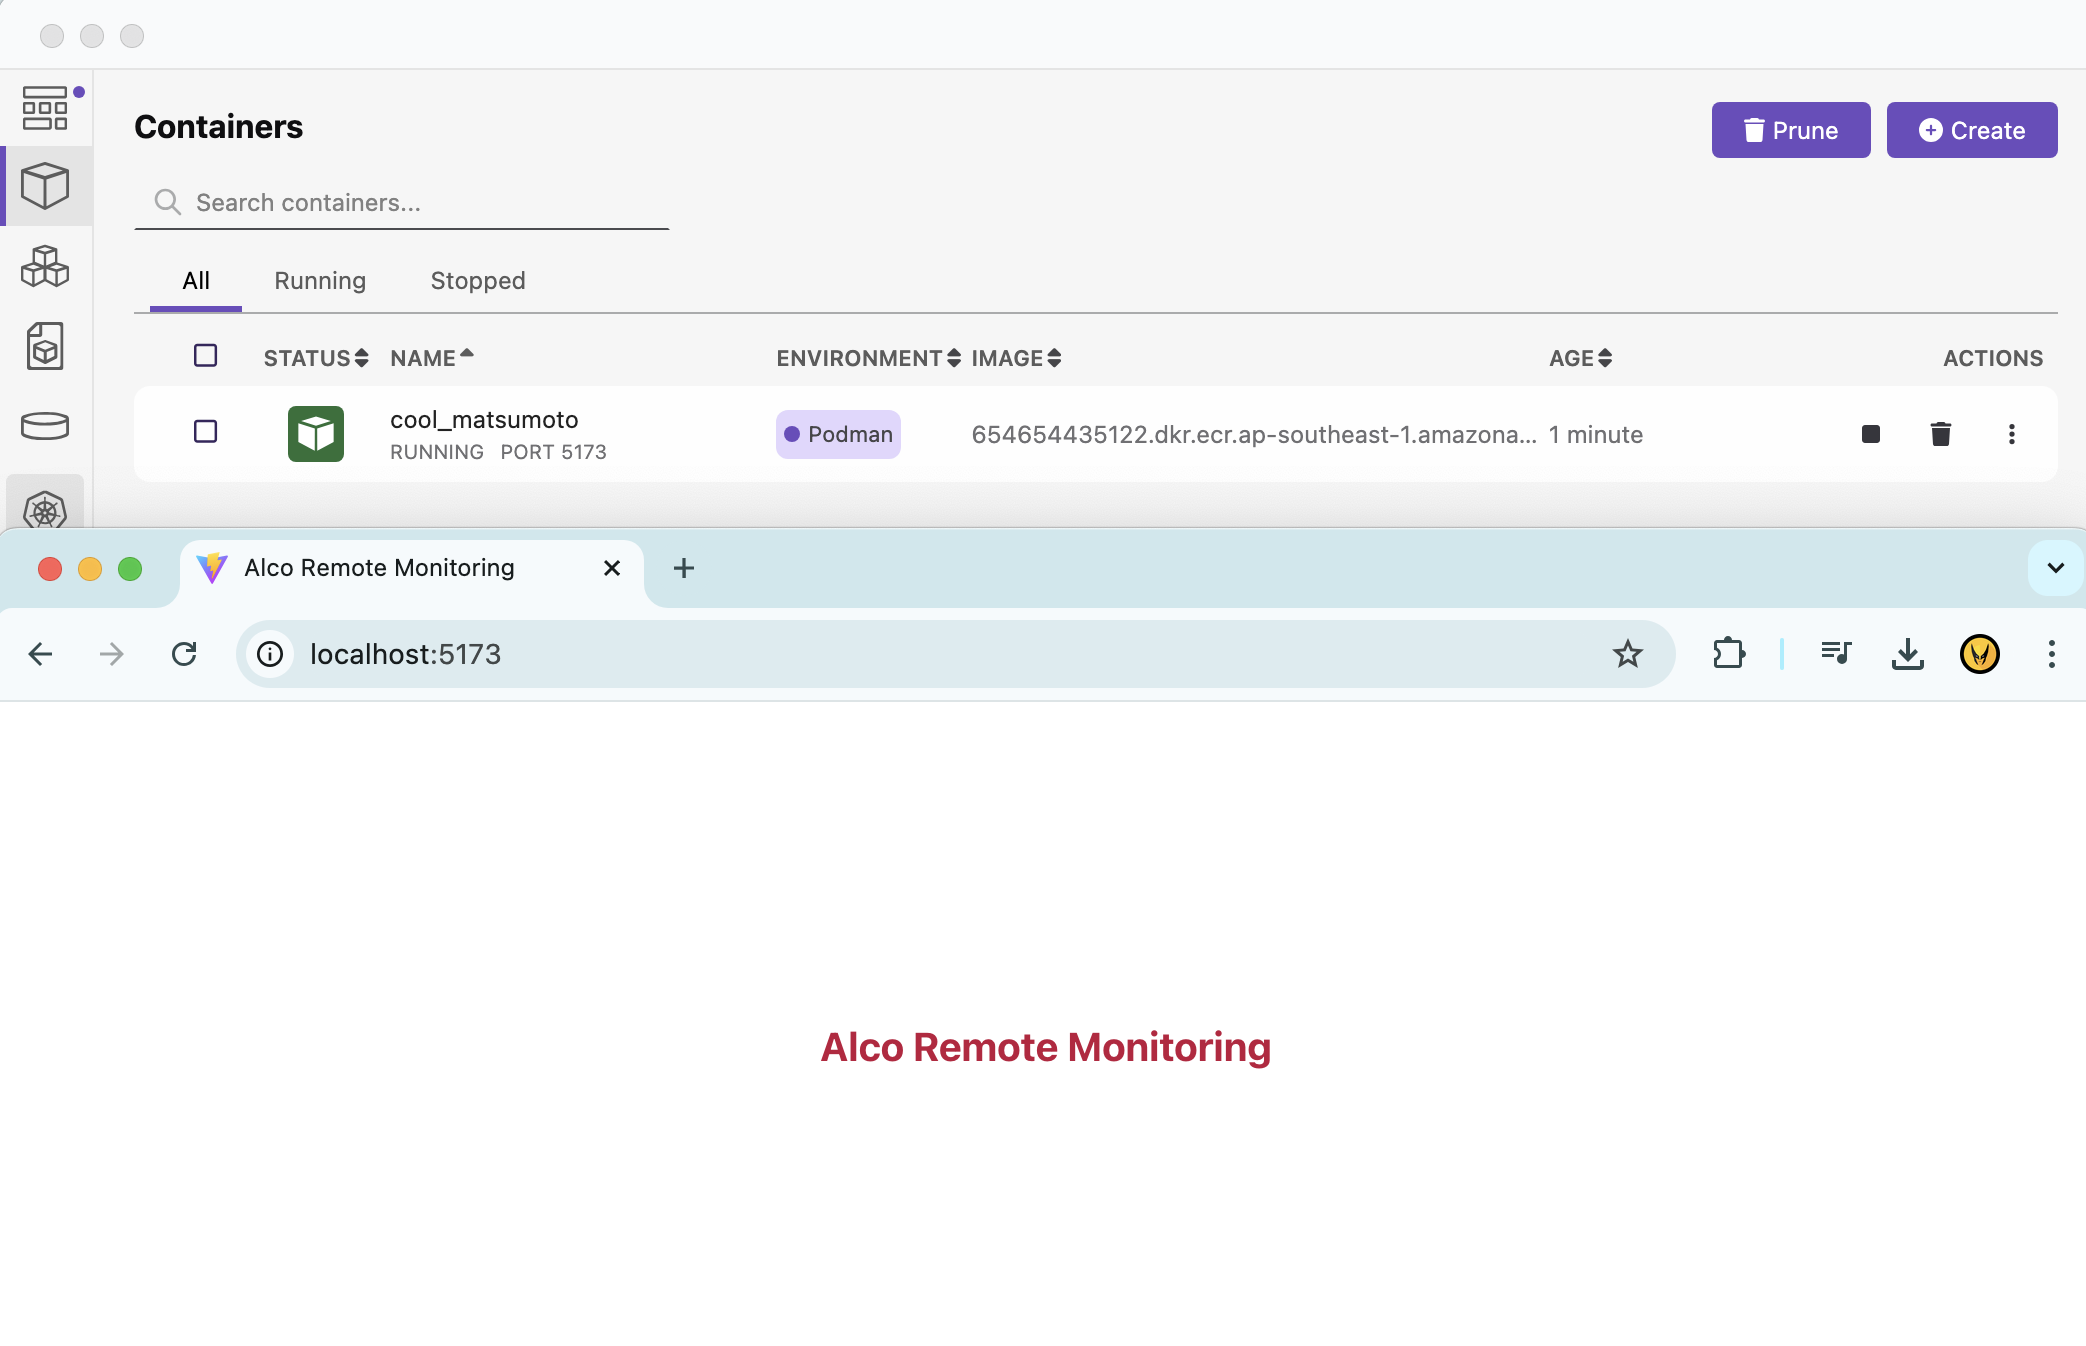 Containers
Prune
Create
Search containers...
All Running Stopped
STATUS NAME ENVIRONMENT IMAGE AGE ACTIONS
cool_matsumoto
RUNNING PORT 5173
Podman
654654435122.dkr.ecr.ap-southeast-1.amazona...
1 minute
Alco Remote Monitoring
localhost:5173
Alco Remote Monitoring